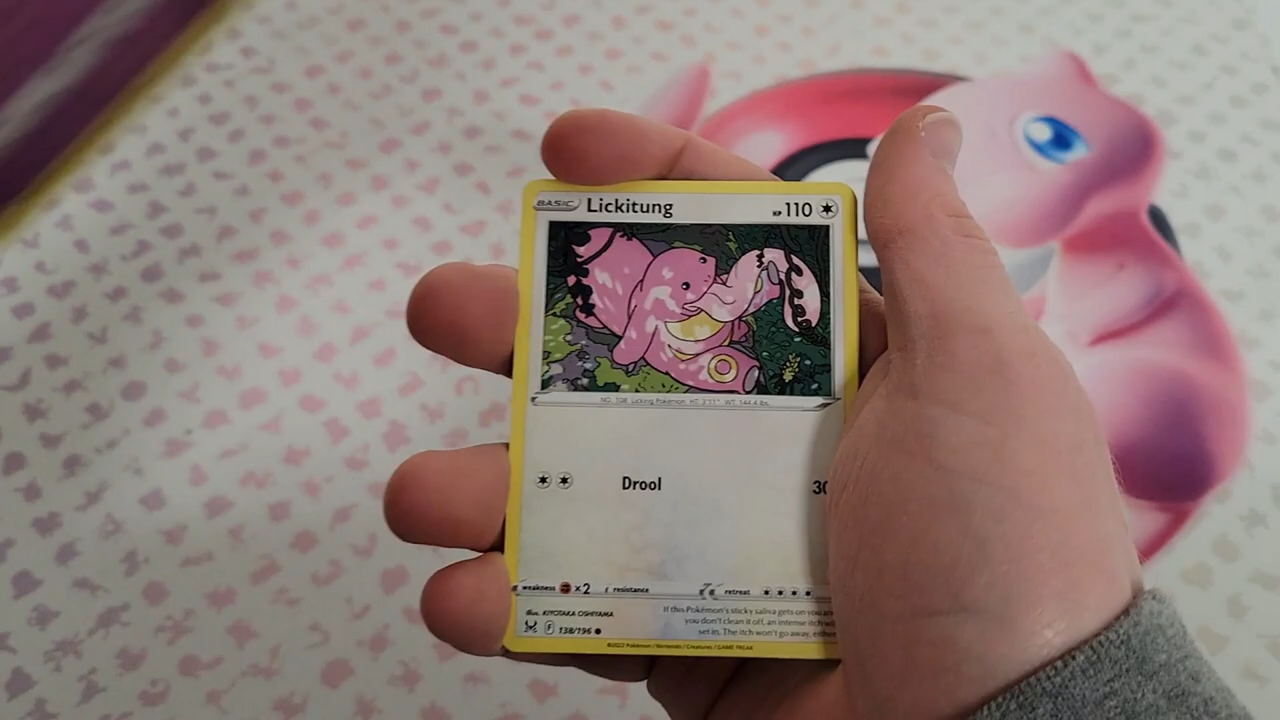 BASIC Lickitung HP 110
NO. 108 Licking Pokémon HT: 3'11" WT: 144.4 lbs.
Drool 30
weakness ×2 resistance retreat
Illus. KIYOTAKA OSHIYAMA
F 138/196
If this Pokémon's sticky saliva gets on you and
you don't clean it off, an intense itch will
set in. The itch won't go away, either
©2022 Pokémon / Nintendo / Creatures / GAME FREAK